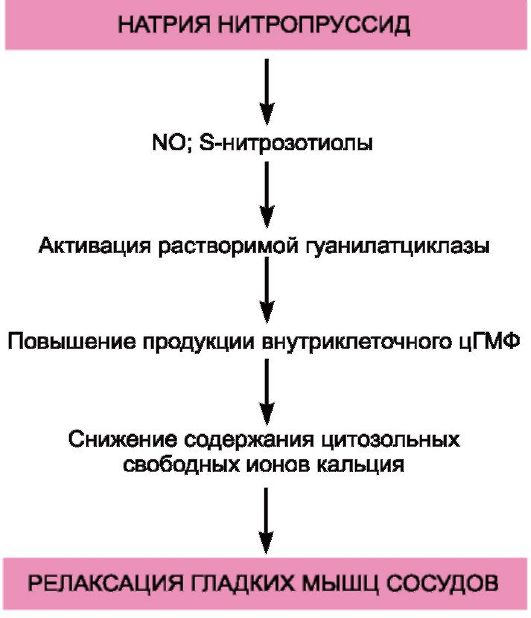 НАТРИЯ НИТРОПРУССИД
NO; S-нитрозотиолы
Активация растворимой гуанилатциклазы
Повышение продукции внутриклеточного цГМФ
Снижение содержания цитозольных
свободных ионов кальция
РЕЛАКСАЦИЯ ГЛАДКИХ МЫШЦ СОСУДОВ